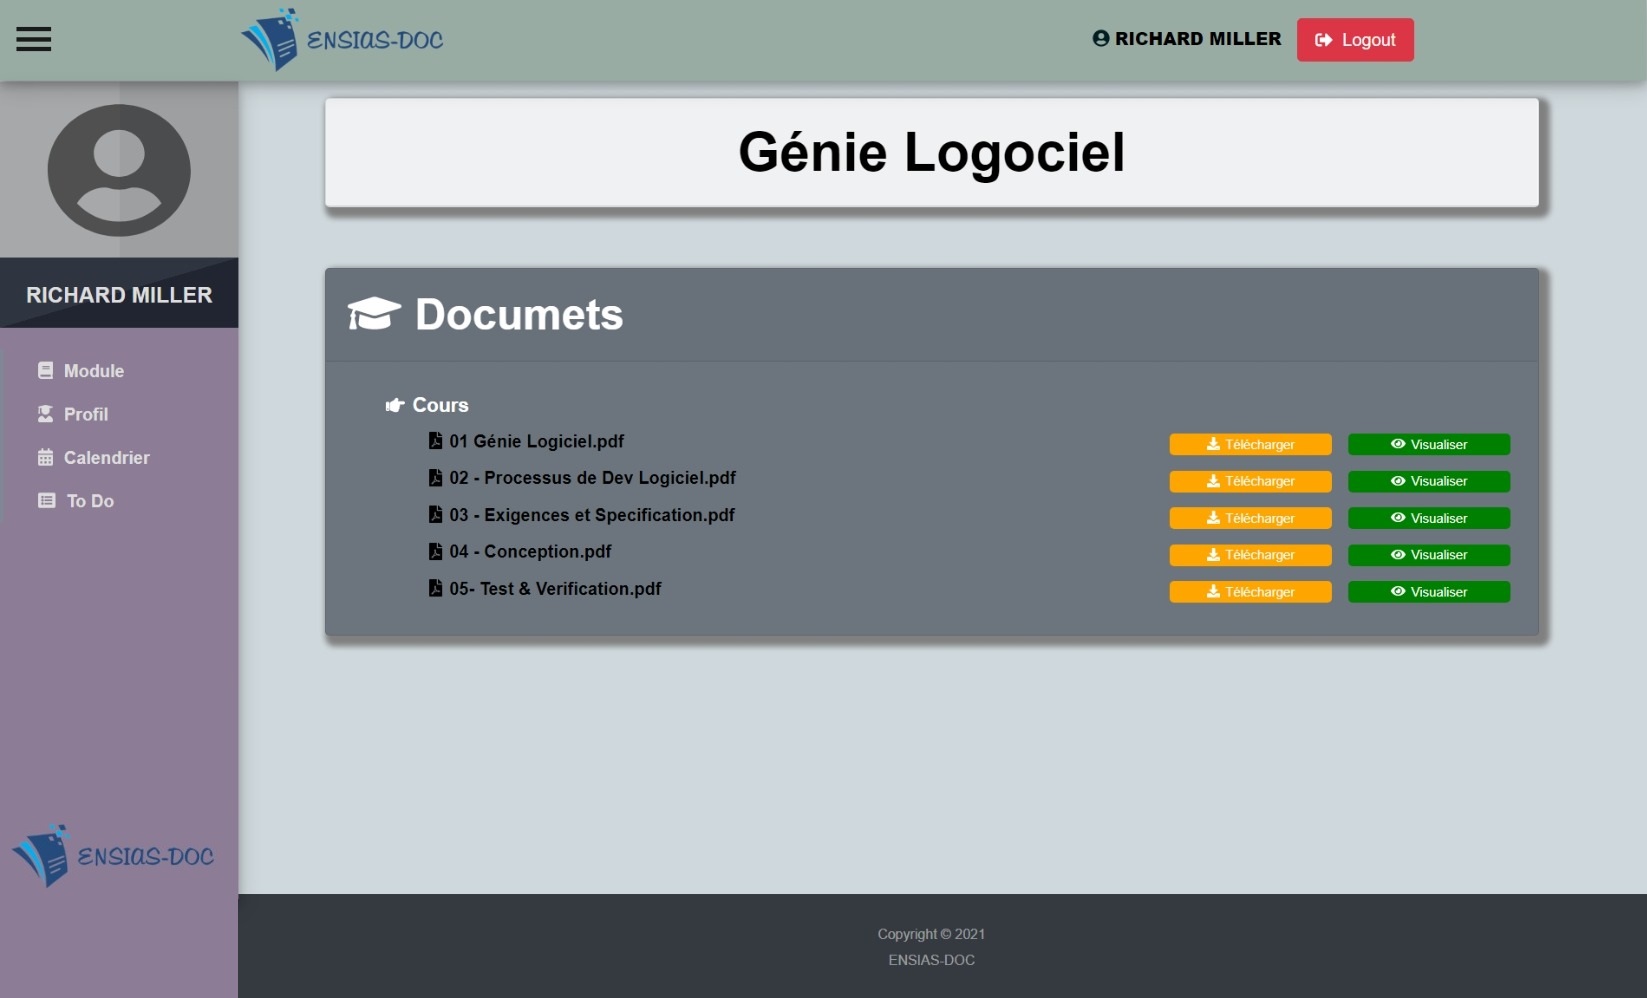 ENSIAS-DOC
RICHARD MILLER
Logout
RICHARD MILLER
Module
Profil
Calendrier
To Do
ENSIAS-DOC
Génie Logociel
Documets
Cours
01 Génie Logiciel.pdf Télécharger Visualiser
02 - Processus de Dev Logiciel.pdf Télécharger Visualiser
03 - Exigences et Specification.pdf Télécharger Visualiser
04 - Conception.pdf Télécharger Visualiser
05- Test & Verification.pdf Télécharger Visualiser
Copyright © 2021
ENSIAS-DOC